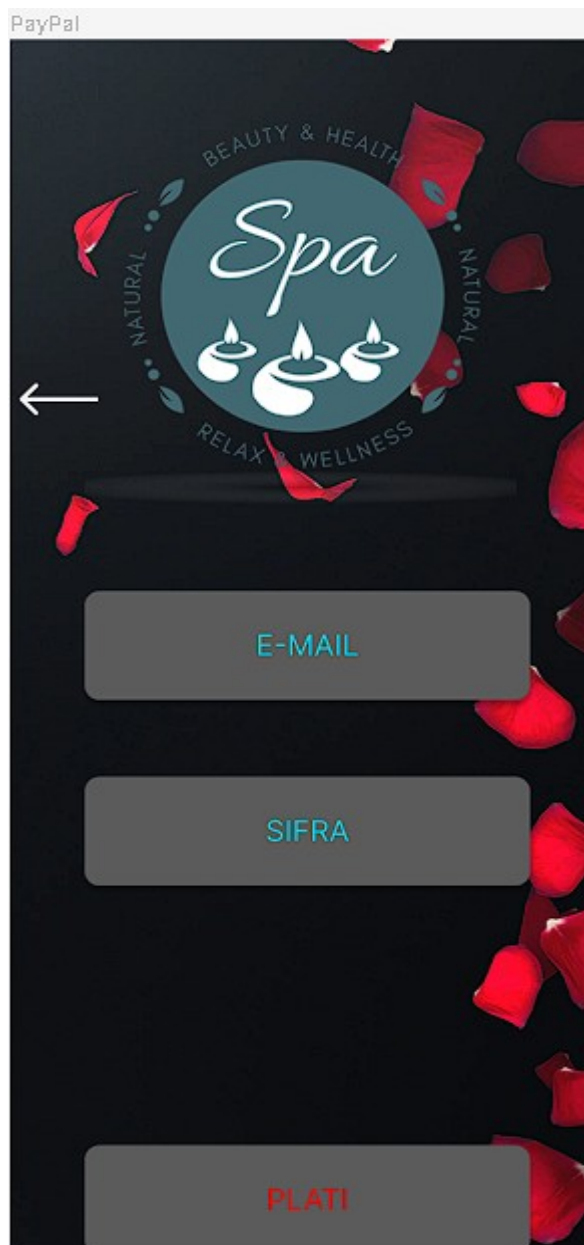 PayPal
BEAUTY & HEALTH
NATURAL
Spa
NATURAL
RELAX & WELLNESS
E-MAIL
SIFRA
PLATI